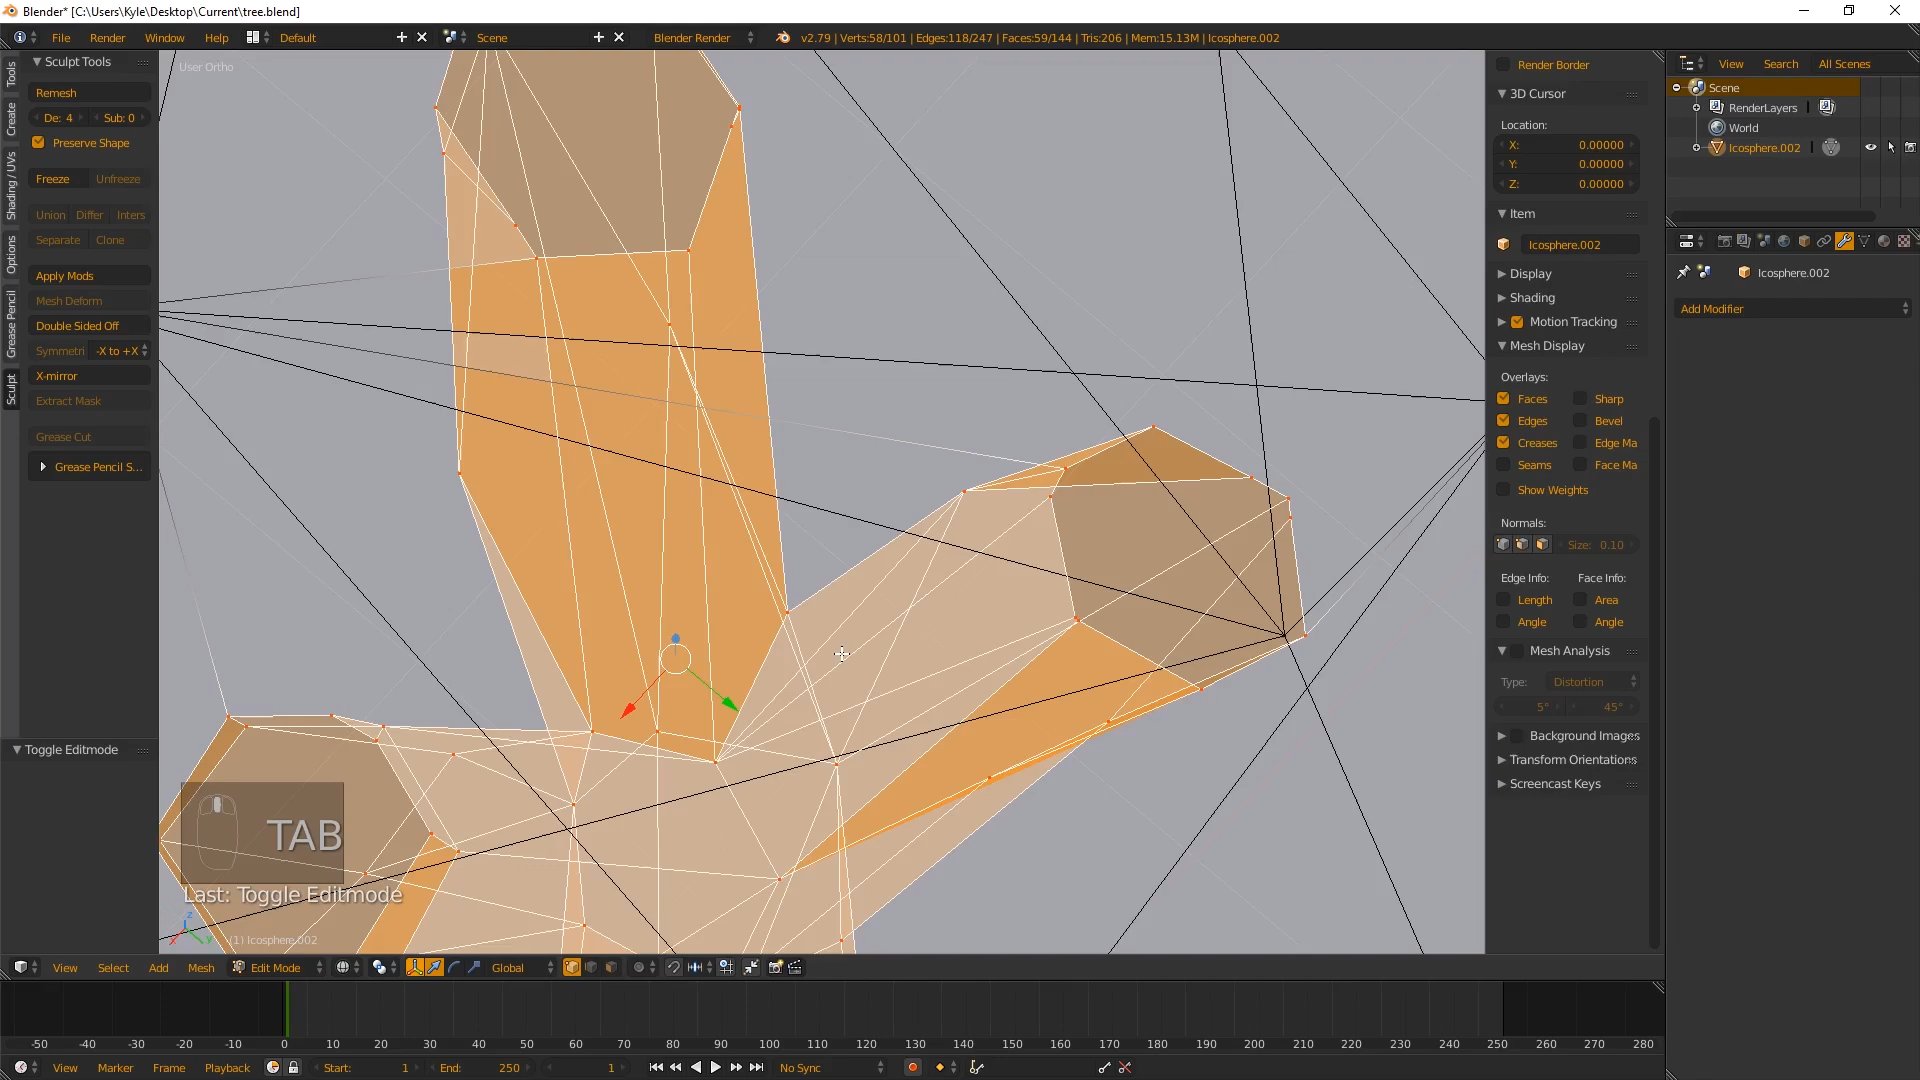 Blender* [C:\Users\Kyle\Desktop\Current\tree.blend]
File Render Window Help Default Scene Blender Render v2.79 | Verts:58/101 | Edges:118/247 | Faces:59/144 | Tris:206 | Mem:15.13M | Icosphere.002
Tools
Create
Shading / UVs
Options
Grease Pencil
Sculpt
Sculpt Tools
Remesh
De: 4 Sub: 0
Preserve Shape
Freeze Unfreeze
Union Differ Inters
Separate Clone
Apply Mods
Mesh Deform
Double Sided Off
Symmetri -X to +X
X-mirror
Extract Mask
Grease Cut
Grease Pencil S...
Toggle Editmode
User Ortho
TAB
Last: Toggle Editmode
z
x y
(1) Icosphere.002
Render Border
3D Cursor
Location:
X: 0.00000
Y: 0.00000
Z: 0.00000
Item
Icosphere.002
Display
Shading
Motion Tracking
Mesh Display
Overlays:
Faces Sharp
Edges Bevel
Creases Edge Ma
Seams Face Ma
Show Weights
Normals:
Size: 0.10
Edge Info: Face Info:
Length Area
Angle Angle
Mesh Analysis
Type: Distortion
5° 45°
Background Images
Transform Orientations
Screencast Keys
View Search All Scenes
Scene
RenderLayers
World
Icosphere.002
Icosphere.002
Add Modifier
View Select Add Mesh Edit Mode Global
-50 -40 -30 -20 -10 0 10 20 30 40 50 60 70 80 90 100 110 120 130 140 150 160 170 180 190 200 210 220 230 240 250 260 270 280
View Marker Frame Playback Start: 1 End: 250 1 No Sync